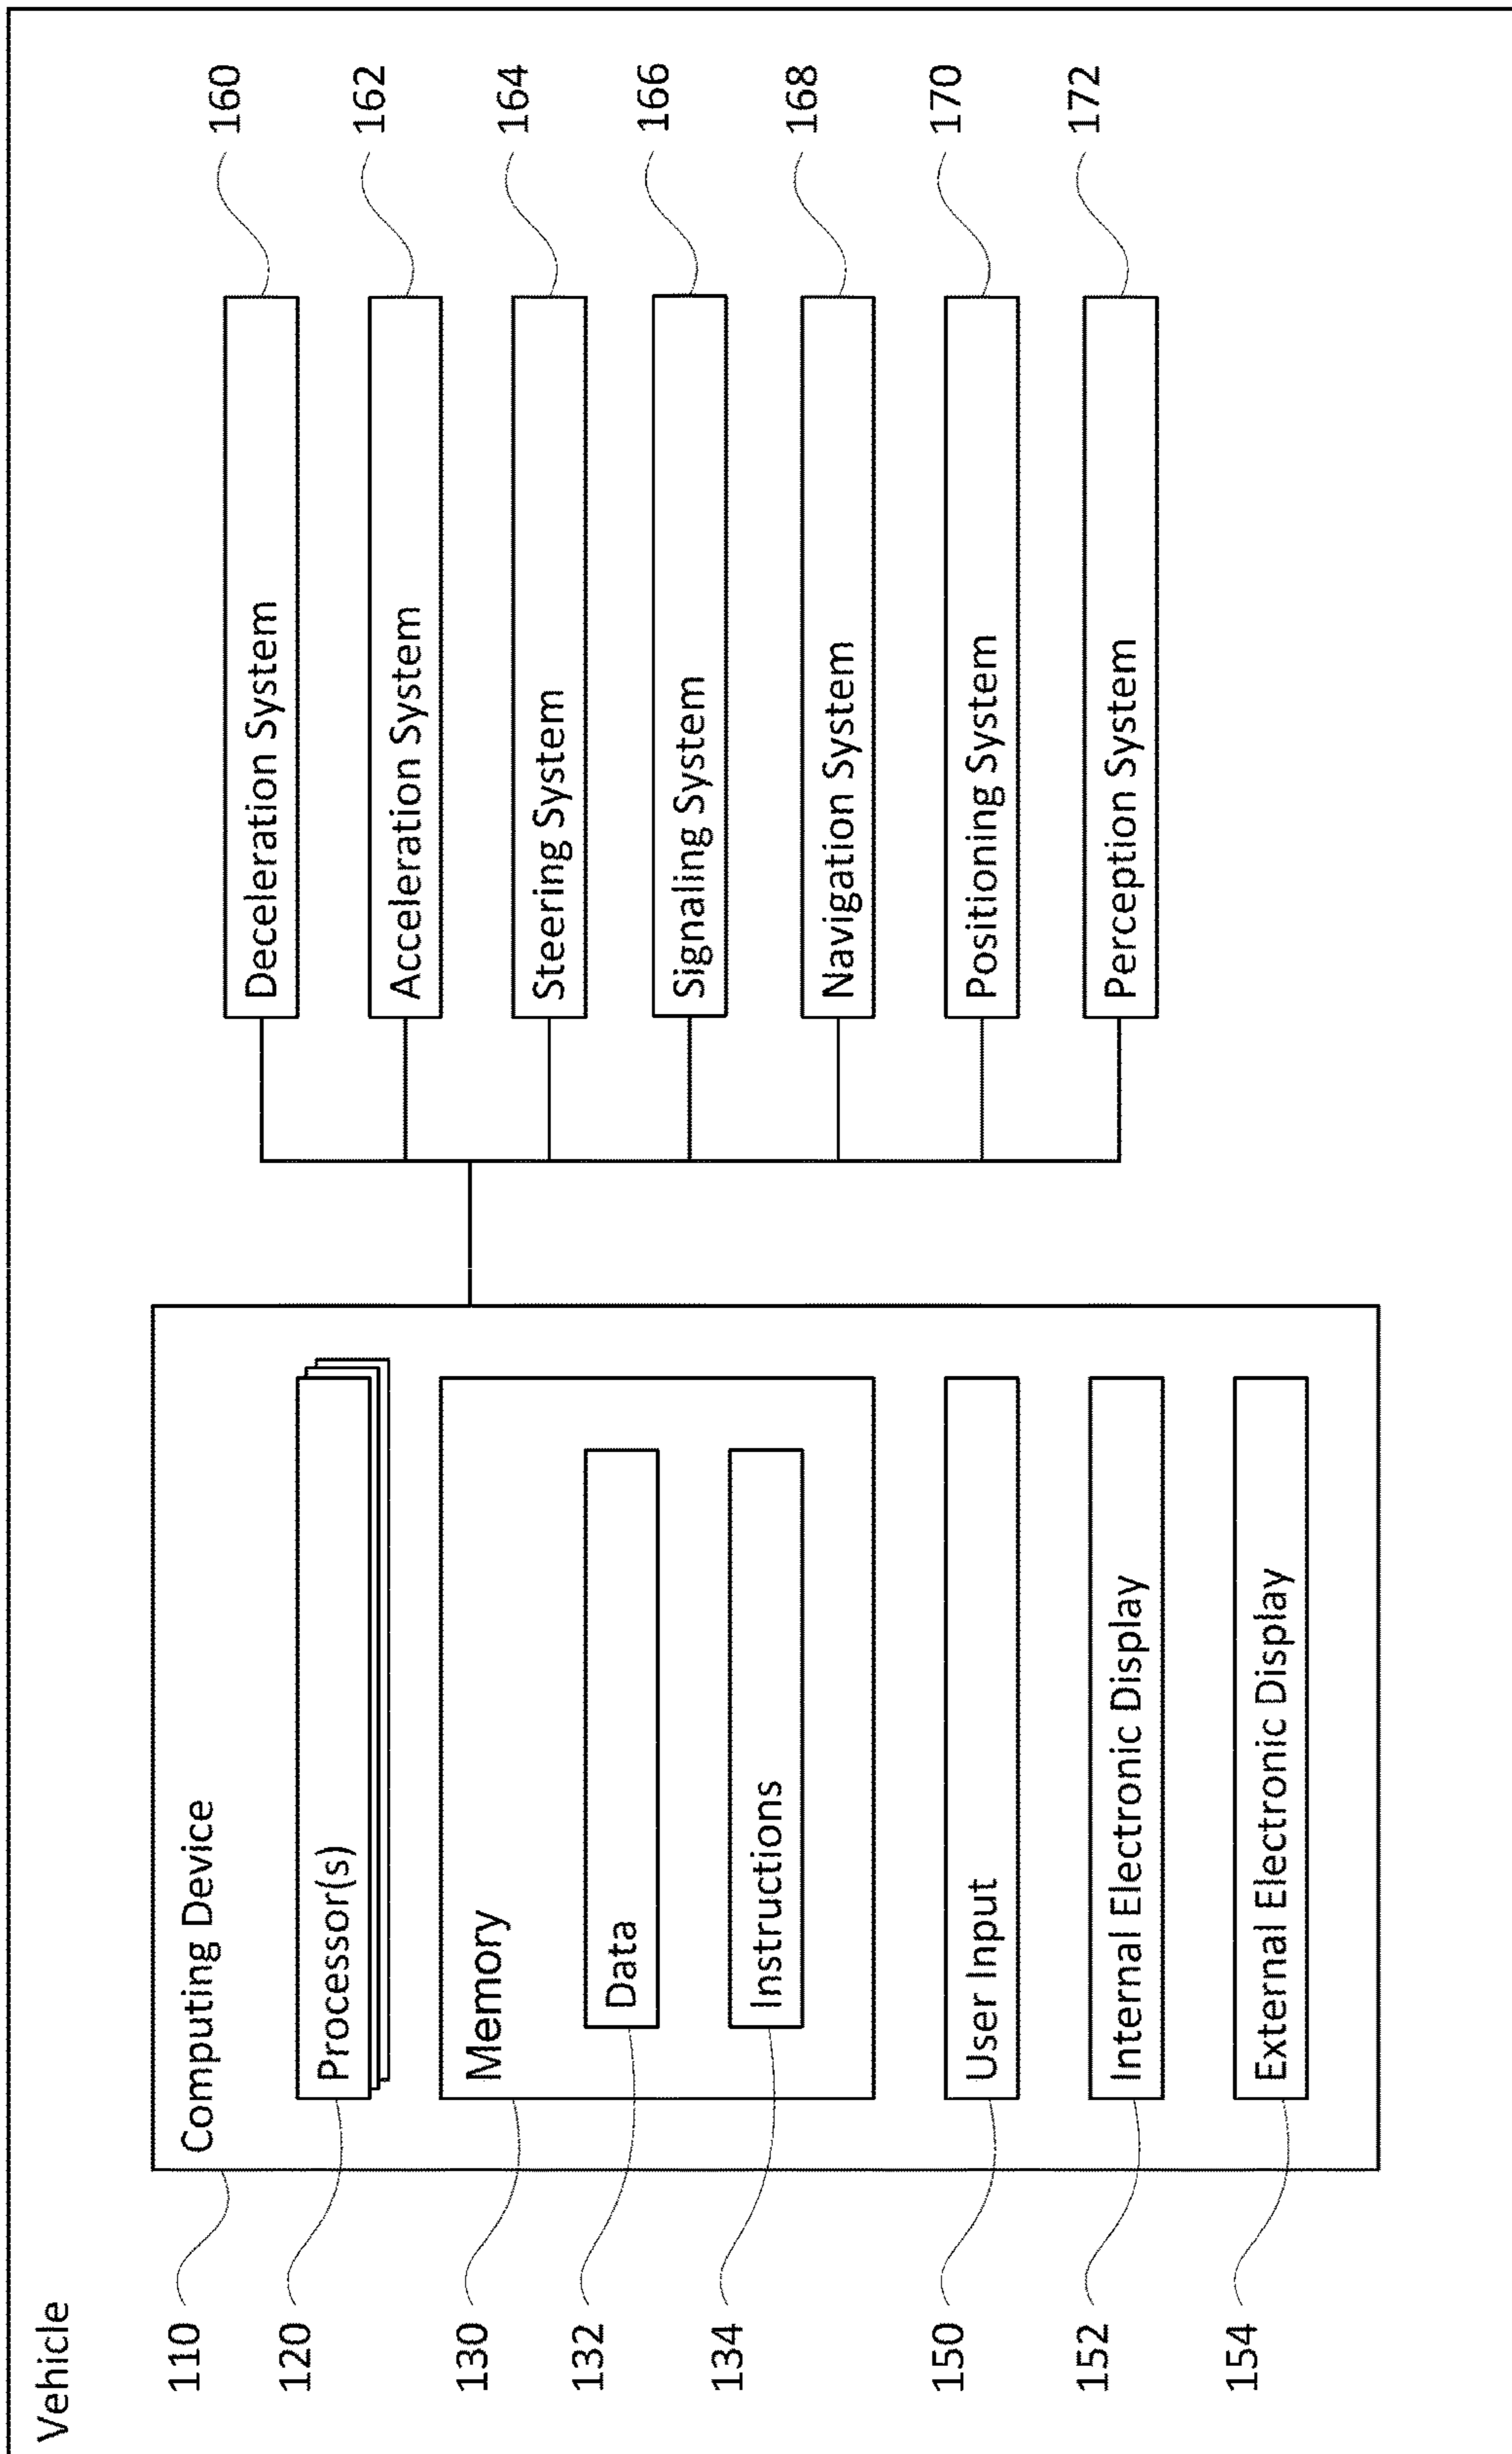 Vehicle
110
Computing Device
120
Processor(s)
130
Memory
132
Data
134
Instructions
150
User Input
152
Internal Electronic Display
154
External Electronic Display
Deceleration System
160
Acceleration System
162
Steering System
164
Signaling System
166
Navigation System
168
Positioning System
170
Perception System
172